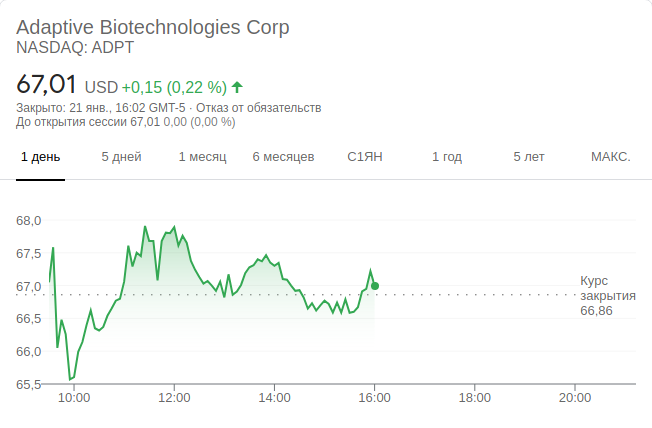 Adaptive Biotechnologies Corp
NASDAQ: ADPT
67,01 USD +0,15 (0,22 %)
Закрыто: 21 янв., 16:02 GMT-5 · Отказ от обязательств
До открытия сессии 67,01 0,00 (0,00 %)
1 день 5 дней 1 месяц 6 месяцев С1ЯН 1 год 5 лет МАКС.
68,0
67,5
67,0
66,5
66,0
65,5
Курс
закрытия
66,86
10:00 12:00 14:00 16:00 18:00 20:00